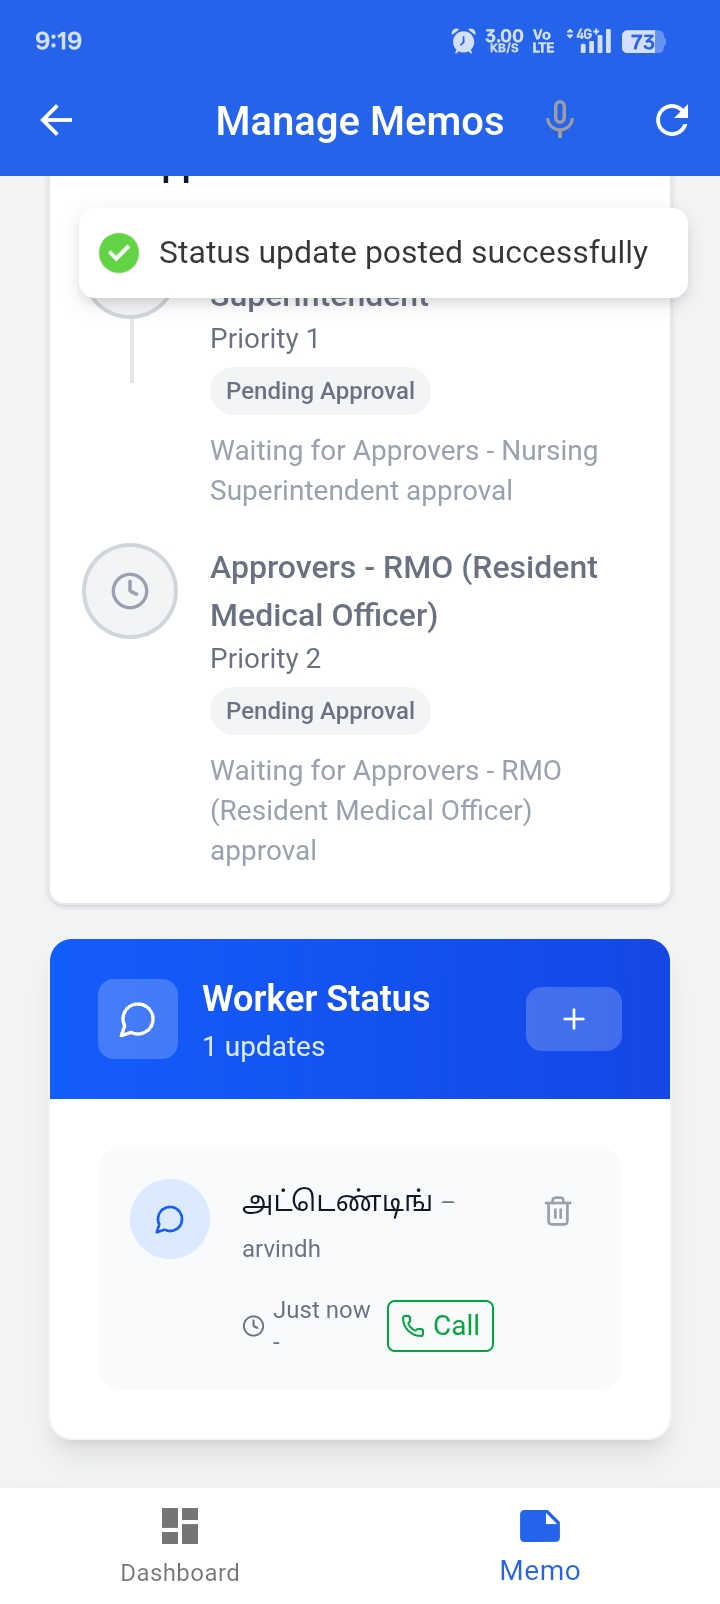 9:19
3.00 KB/S
Vo LTE
4G+
73
Manage Memos
Status update posted successfully
Superintendent
Priority 1
Pending Approval
Waiting for Approvers - Nursing
Superintendent approval
Approvers - RMO (Resident
Medical Officer)
Priority 2
Pending Approval
Waiting for Approvers - RMO
(Resident Medical Officer)
approval
Worker Status
1 updates
+
அட்டெண்டிங் –
arvindh
Just now
-
Call
Dashboard
Memo